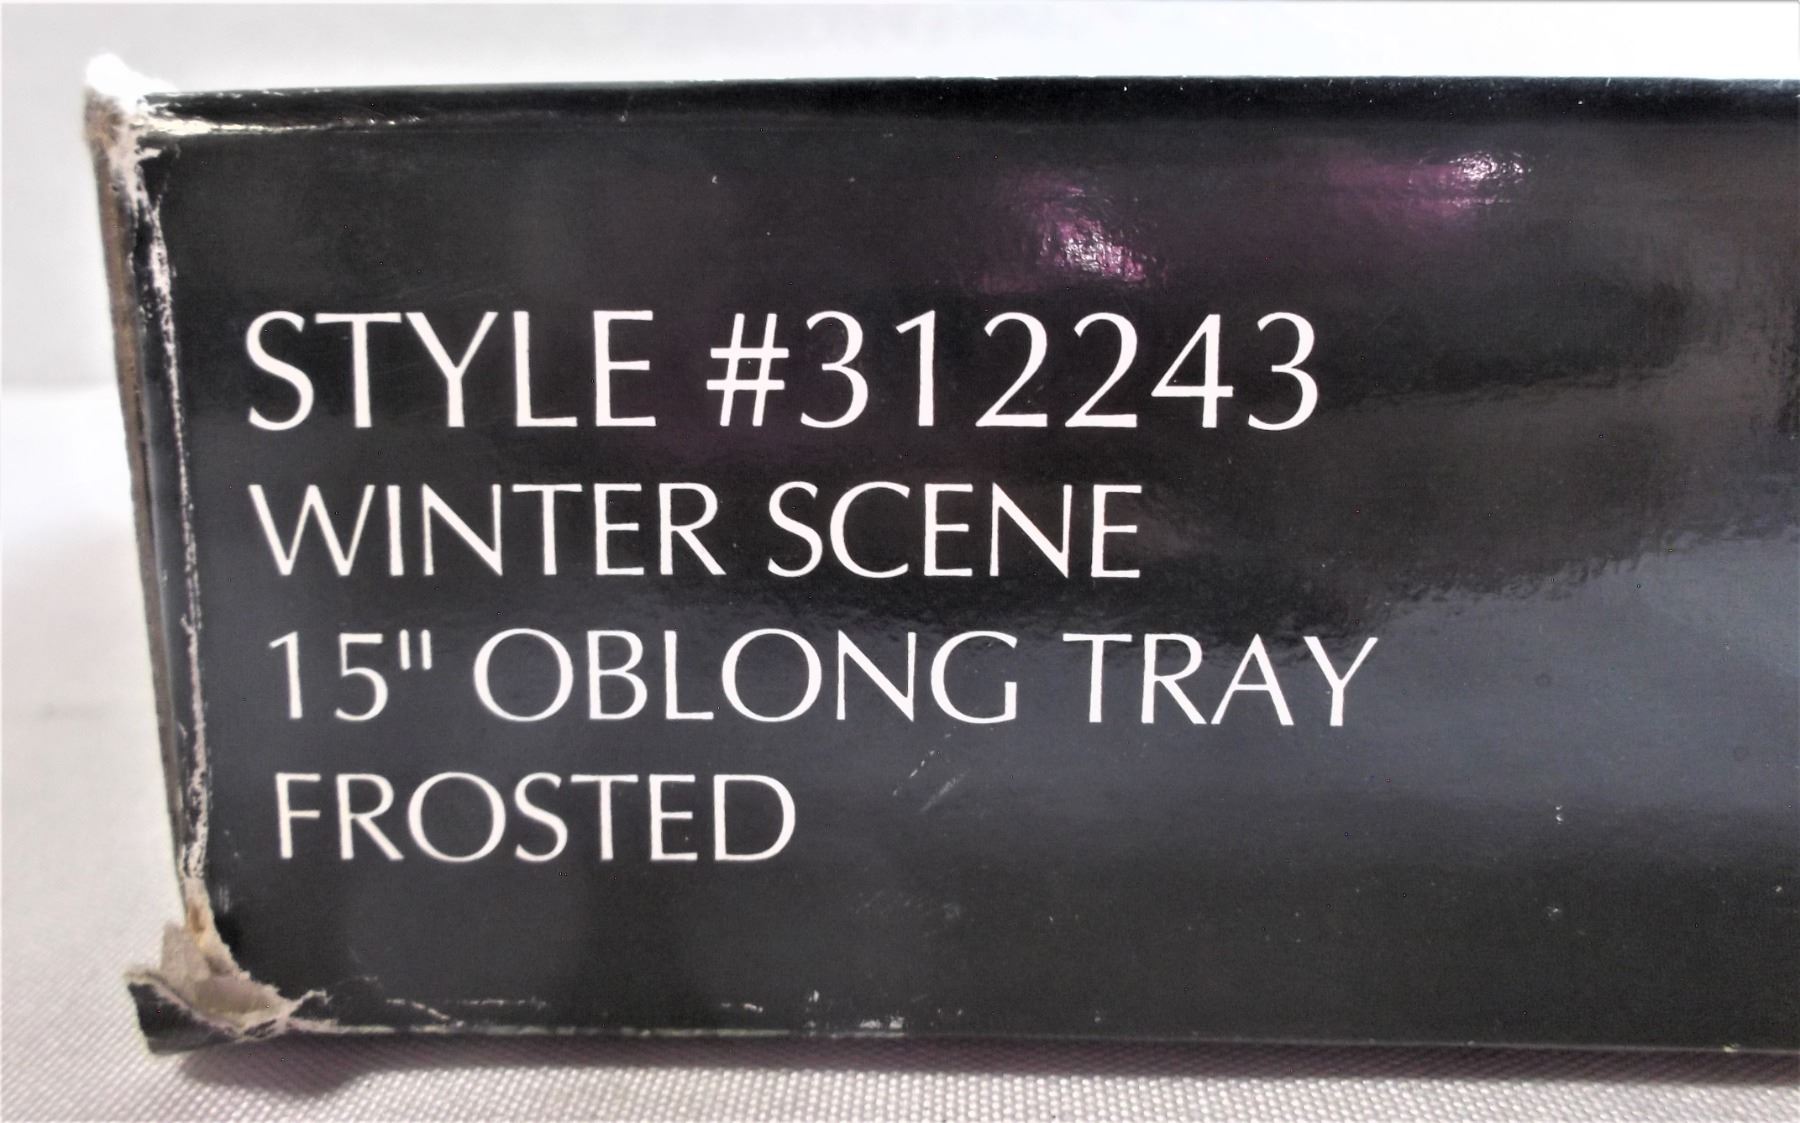 STYLE #312243
WINTER SCENE
15" OBLONG TRAY
FROSTED